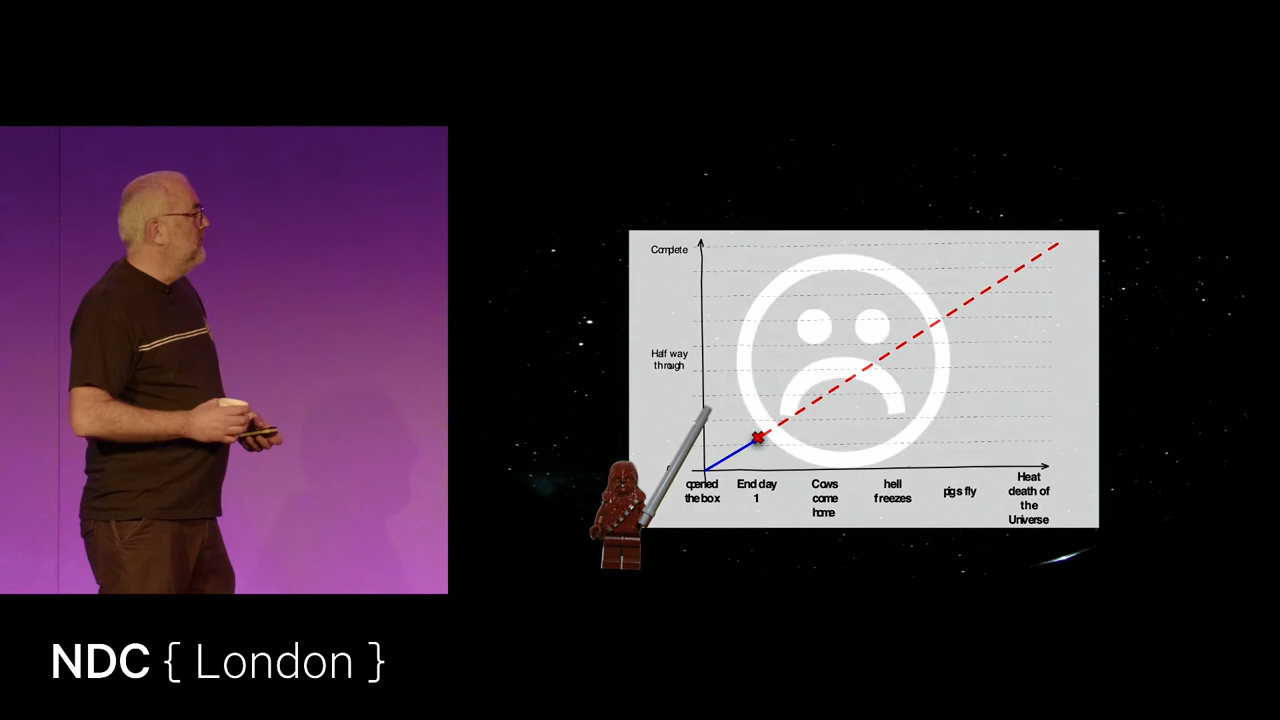 Complete
Half way
through
opened
the box
End day
1
Cows
come
home
hell
freezes
pigs fly
Heat
death of
the
Universe
NDC { London }